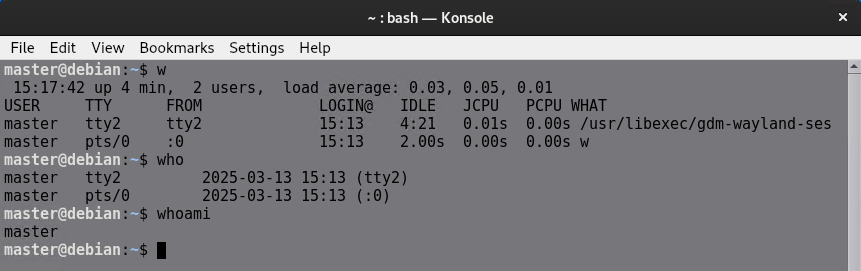 ~ : bash — Konsole
File Edit View Bookmarks Settings Help
master@debian:~$ w
 15:17:42 up 4 min,  2 users,  load average: 0.03, 0.05, 0.01
USER     TTY      FROM             LOGIN@   IDLE   JCPU   PCPU WHAT
master   tty2     tty2             15:13    4:21   0.01s  0.00s /usr/libexec/gdm-wayland-ses
master   pts/0    :0               15:13    2.00s  0.00s  0.00s w
master@debian:~$ who
master   tty2         2025-03-13 15:13 (tty2)
master   pts/0        2025-03-13 15:13 (:0)
master@debian:~$ whoami
master
master@debian:~$